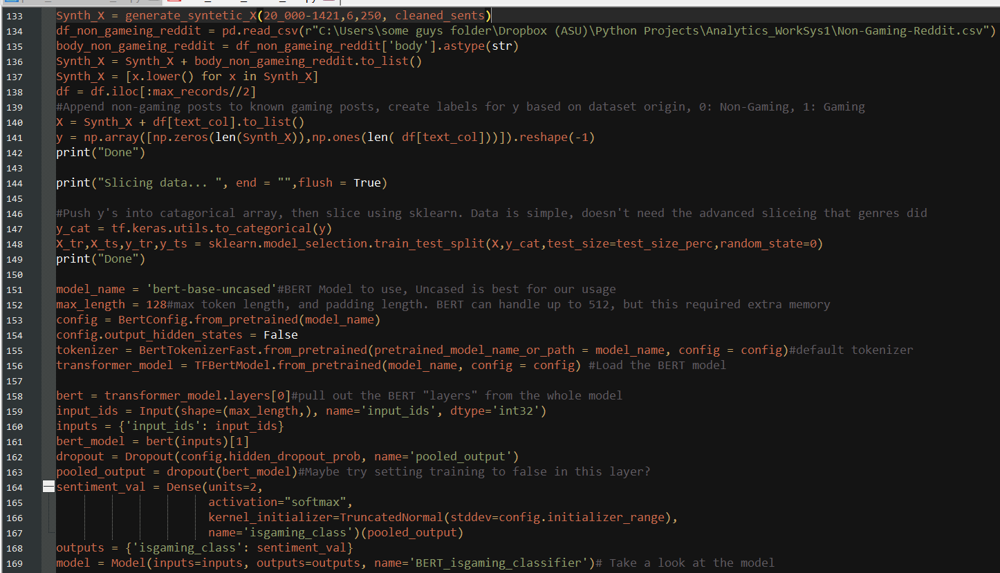 133 Synth_X = generate_syntetic_X(20_000-1421,6,250, cleaned_sents)
134 df_non_gameing_reddit = pd.read_csv(r"C:\Users\some guys folder\Dropbox (ASU)\Python Projects\Analytics_WorkSys1\Non-Gaming-Reddit.csv")
135 body_non_gameing_reddit = df_non_gameing_reddit['body'].astype(str)
136 Synth_X = Synth_X + body_non_gameing_reddit.to_list()
137 Synth_X = [x.lower() for x in Synth_X]
138 df = df.iloc[:max_records//2]
139 #Append non-gaming posts to known gaming posts, create labels for y based on dataset origin, 0: Non-Gaming, 1: Gaming
140 X = Synth_X + df[text_col].to_list()
141 y = np.array([np.zeros(len(Synth_X)),np.ones(len( df[text_col]))]).reshape(-1)
142 print("Done")
143
144 print("Slicing data... ", end = "",flush = True)
145
146 #Push y's into catagorical array, then slice using sklearn. Data is simple, doesn't need the advanced sliceing that genres did
147 y_cat = tf.keras.utils.to_categorical(y)
148 X_tr,X_ts,y_tr,y_ts = sklearn.model_selection.train_test_split(X,y_cat,test_size=test_size_perc,random_state=0)
149 print("Done")
150
151 model_name = 'bert-base-uncased'#BERT Model to use, Uncased is best for our usage
152 max_length = 128#max token length, and padding length. BERT can handle up to 512, but this required extra memory
153 config = BertConfig.from_pretrained(model_name)
154 config.output_hidden_states = False
155 tokenizer = BertTokenizerFast.from_pretrained(pretrained_model_name_or_path = model_name, config = config)#default tokenizer
156 transformer_model = TFBertModel.from_pretrained(model_name, config = config) #Load the BERT model
157
158 bert = transformer_model.layers[0]#pull out the BERT "layers" from the whole model
159 input_ids = Input(shape=(max_length,), name='input_ids', dtype='int32')
160 inputs = {'input_ids': input_ids}
161 bert_model = bert(inputs)[1]
162 dropout = Dropout(config.hidden_dropout_prob, name='pooled_output')
163 pooled_output = dropout(bert_model)#Maybe try setting training to false in this layer?
164 sentiment_val = Dense(units=2,
165 activation="softmax",
166 kernel_initializer=TruncatedNormal(stddev=config.initializer_range),
167 name='isgaming_class')(pooled_output)
168 outputs = {'isgaming_class': sentiment_val}
169 model = Model(inputs=inputs, outputs=outputs, name='BERT_isgaming_classifier')# Take a look at the model